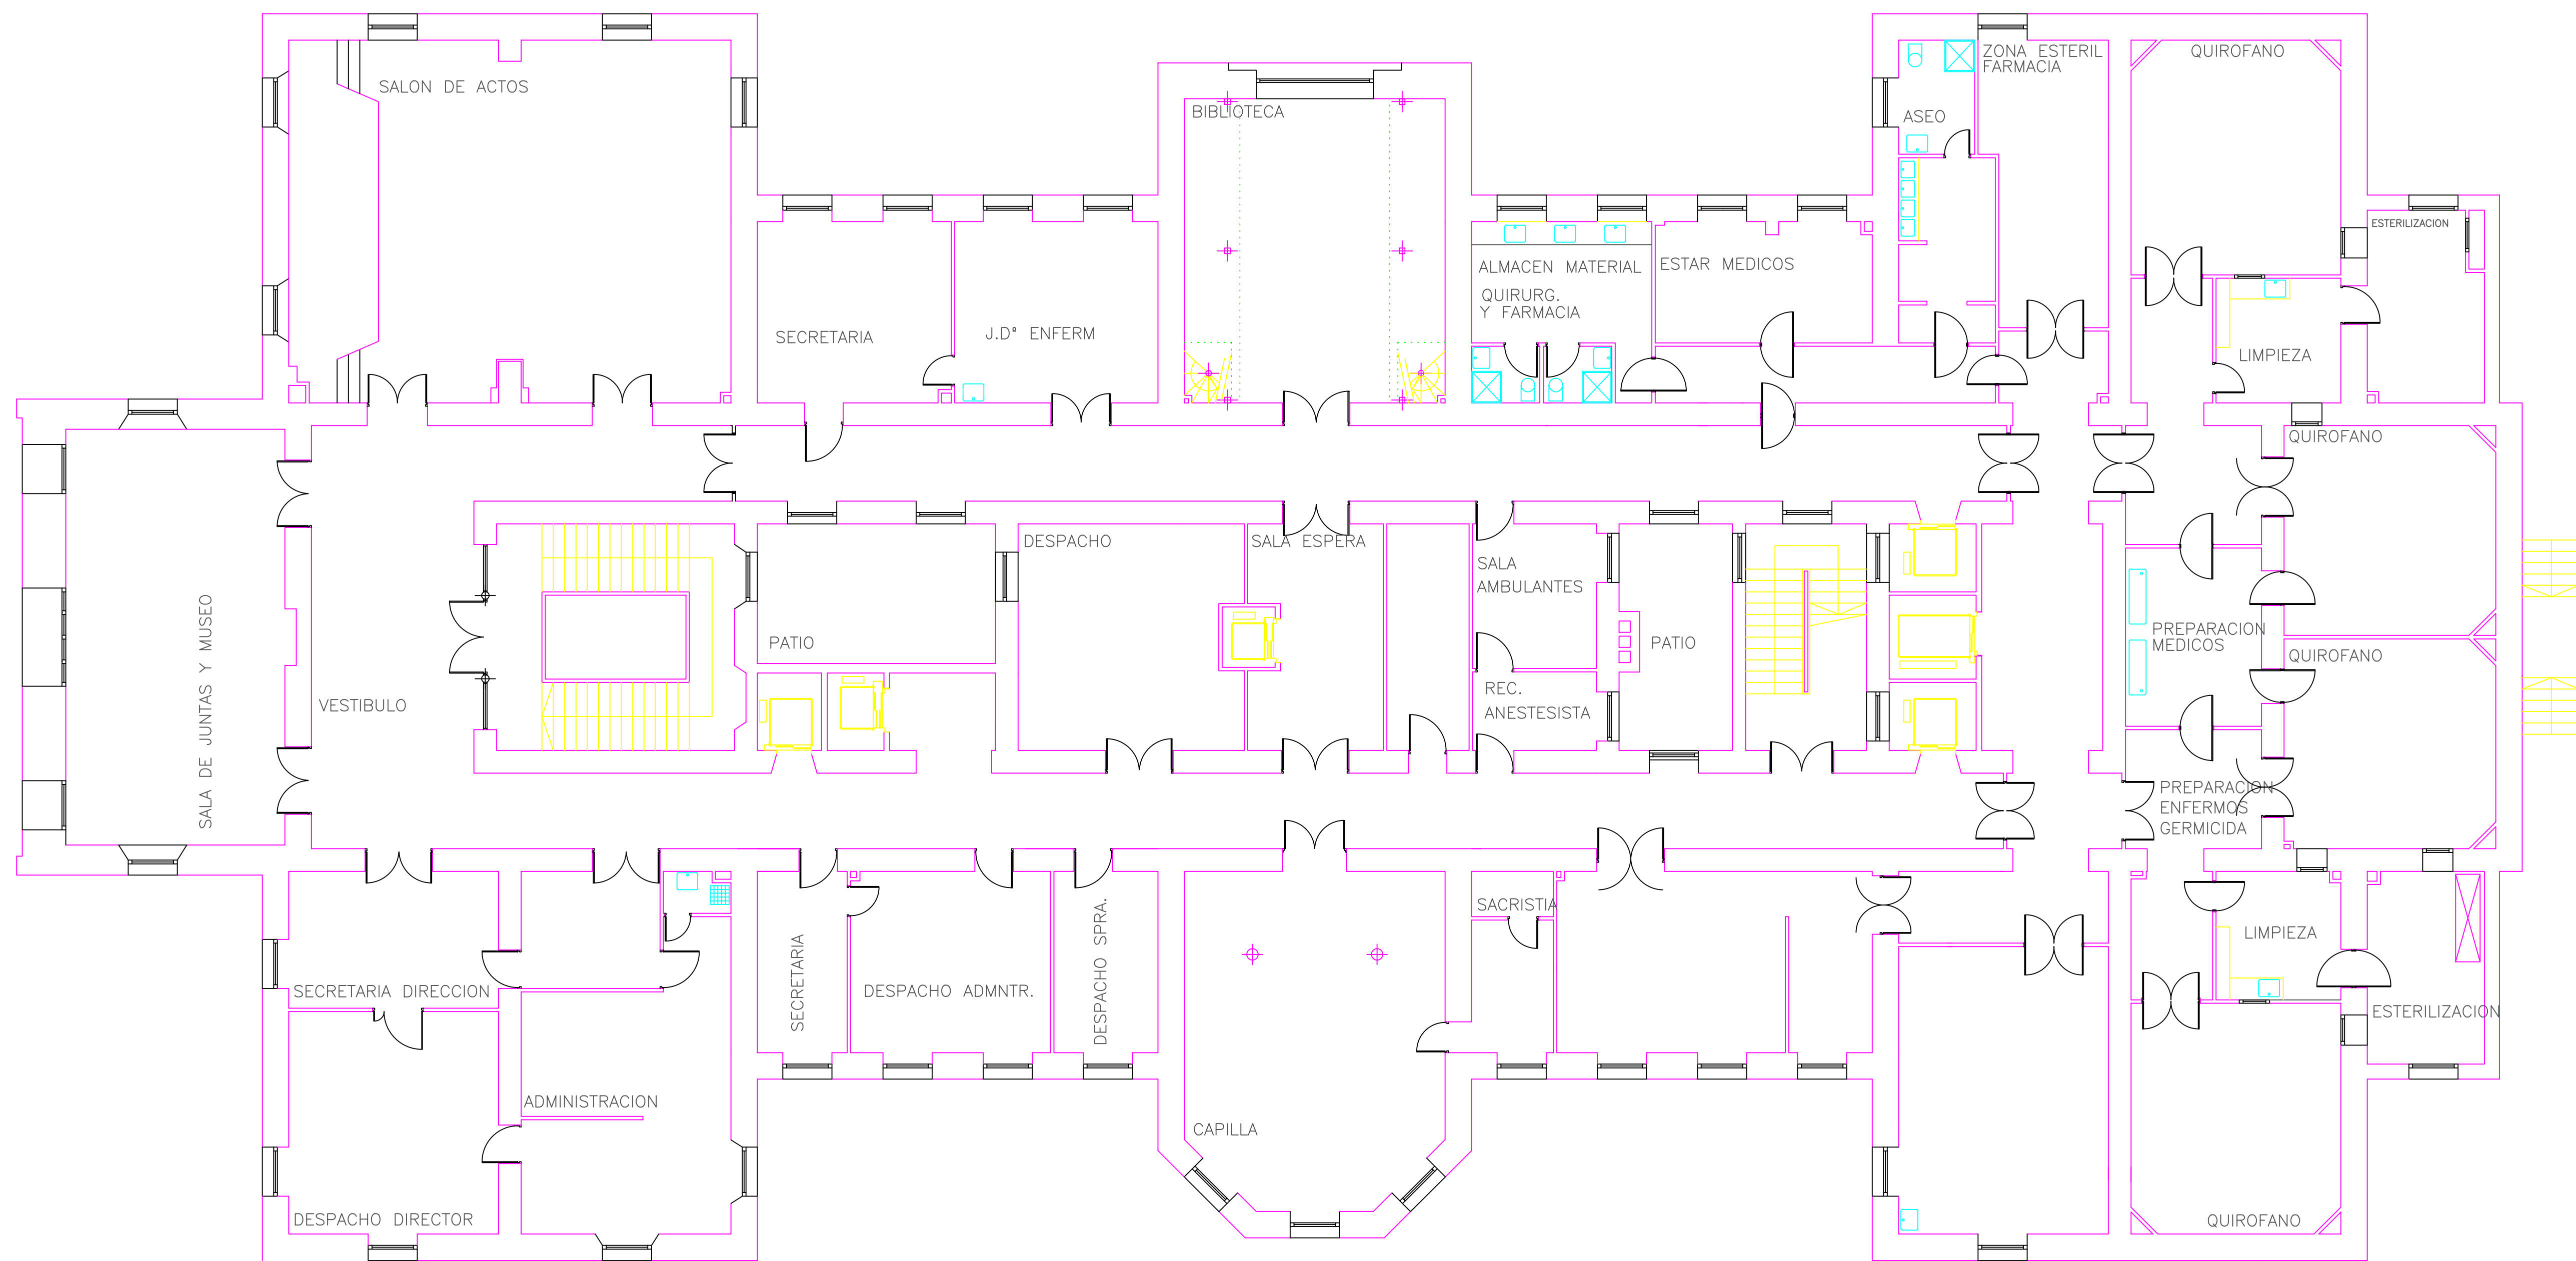 SALON DE ACTOS
BIBLIOTECA
ZONA ESTERIL
FARMACIA
QUIROFANO
ASEO
ESTERILIZACION
ALMACEN MATERIAL
QUIRURG.
Y FARMACIA
ESTAR MEDICOS
SECRETARIA
J.Dª ENFERM
LIMPIEZA
QUIROFANO
DESPACHO
SALA ESPERA
SALA
AMBULANTES
SALA DE JUNTAS Y MUSEO
VESTIBULO
PATIO
PATIO
PREPARACION
MEDICOS
QUIROFANO
REC.
ANESTESISTA
PREPARACION
ENFERMOS
GERMICIDA
SECRETARIA DIRECCION
SECRETARIA
DESPACHO ADMNTR.
DESPACHO SPRA.
SACRISTIA
LIMPIEZA
ESTERILIZACION
ADMINISTRACION
CAPILLA
DESPACHO DIRECTOR
QUIROFANO